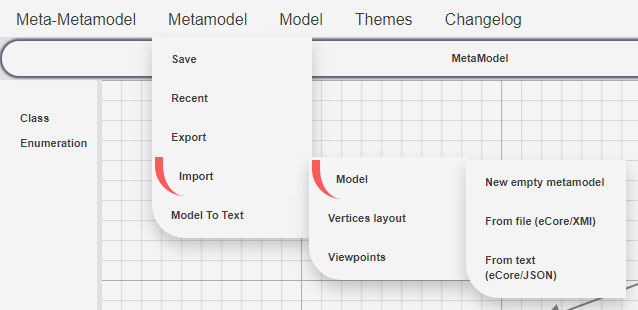 Meta-Metamodel Metamodel Model Themes Changelog
MetaModel
Class
Enumeration
Save
Recent
Export
Import
Model To Text
Model
Vertices layout
Viewpoints
New empty metamodel
From file (eCore/XMI)
From text
(eCore/JSON)